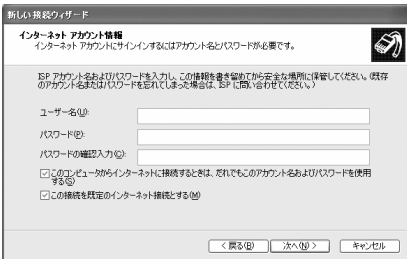 新しい接続ウィザード
インターネット アカウント情報
インターネット アカウントにサインインするにはアカウント名とパスワードが必要です。
ISP アカウント名およびパスワードを入力し、この情報を書き留めてから安全な場所に保管してください。(既存
のアカウント名またはパスワードを忘れてしまった場合は、ISP に問い合わせてください。)
ユーザー名(U):
パスワード(P):
パスワードの確認入力(C):
このコンピュータからインターネットに接続するときは、だれでもこのアカウント名およびパスワードを使用
する(S)
この接続を既定のインターネット接続とする(M)
< 戻る(B)
次へ(N) >
キャンセル